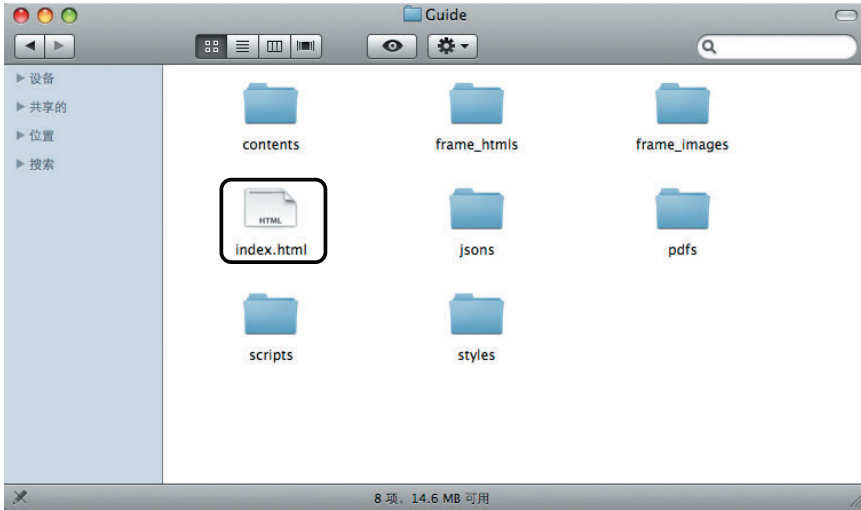 Guide
设备
共享的
位置
搜索
contents
frame_htmls
frame_images
HTML
index.html
jsons
pdfs
scripts
styles
8 项，14.6 MB 可用